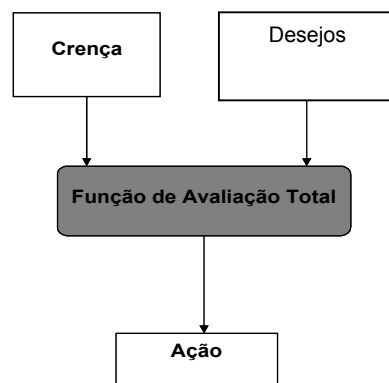 Crença
Desejos
Função de Avaliação Total
Ação